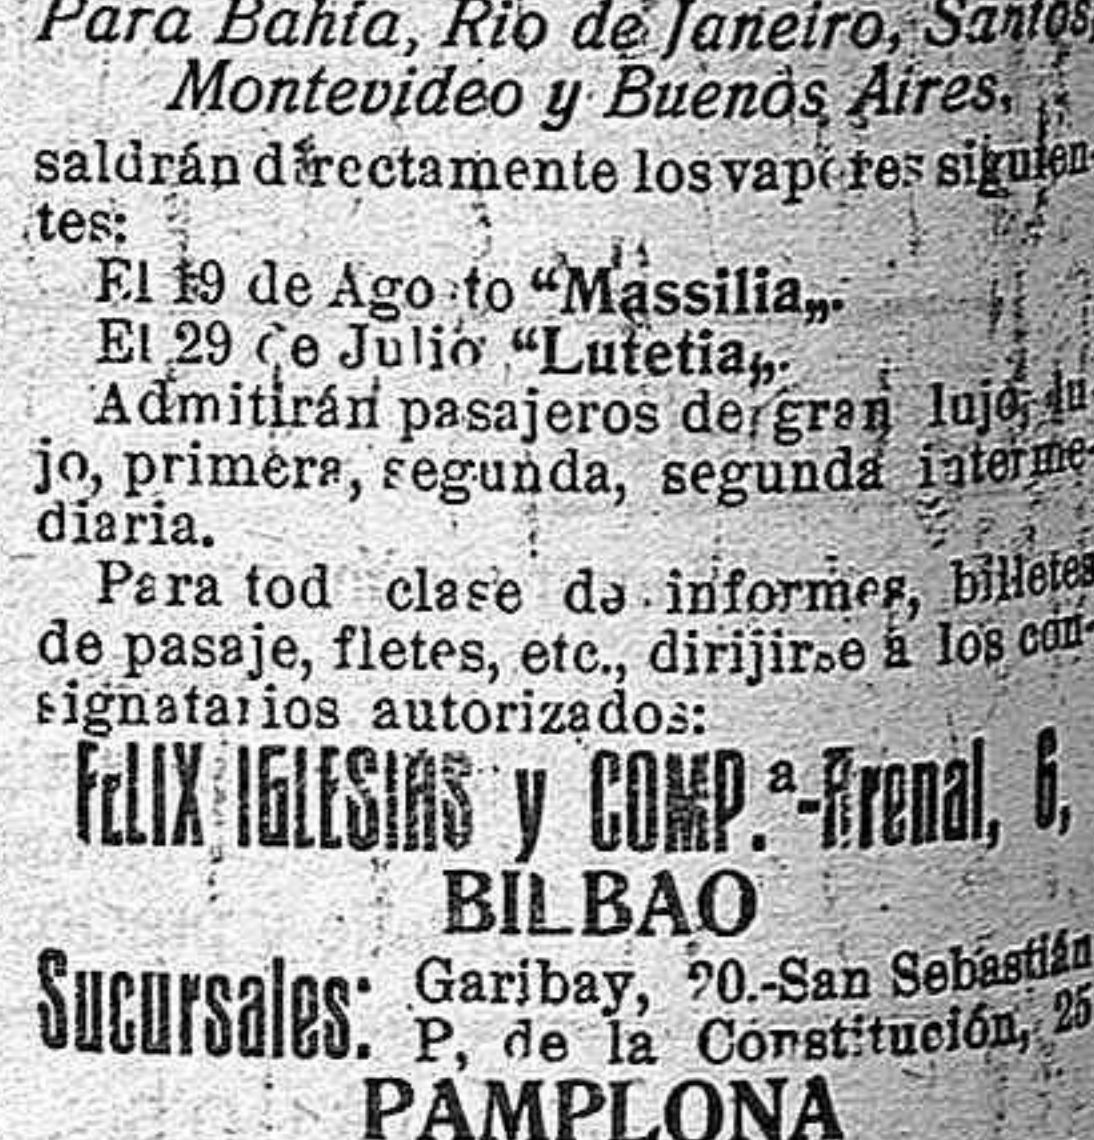 Para Bahía, Rio de Janeiro, Santos,
Montevideo y Buenos Aires,
saldrán directamente los vapores siguien-
tes:
El 19 de Agosto “Massilia„.
El 29 de Julio “Lutetia„.
Admitirán pasajeros de gran lujo, lu-
jo, primera, segunda, segunda interme-
diaria.
Para tod clase de informes, billetes
de pasaje, fletes, etc., dirijirse á los con-
signatarios autorizados:
FELIX IGLESIAS y COMP.ª-Arenal, 6,
BILBAO
Sucursales: Garibay, 20.-San Sebastián
P, de la Constitución, 25
PAMPLONA